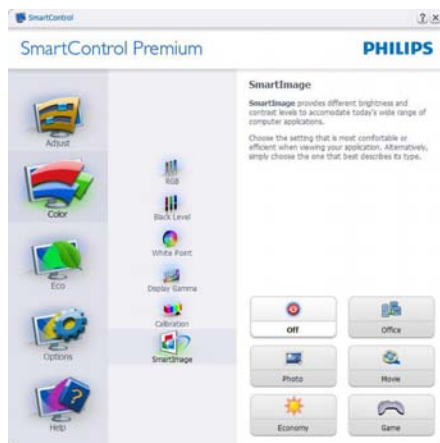 SmartControl
SmartControl Premium
PHILIPS
Adjust
Color
Eco
Options
Help
RGB
Black Level
White Point
Display Gamma
Calibration
SmartImage
SmartImage
SmartImage provides different brightness and
contrast levels to accomodate today's wide range of
computer applications.
Choose the setting that is most comfortable or
efficient when viewing your application. Alternatively,
simply choose the one that best describes its type.
Off
Office
Photo
Movie
Economy
Game